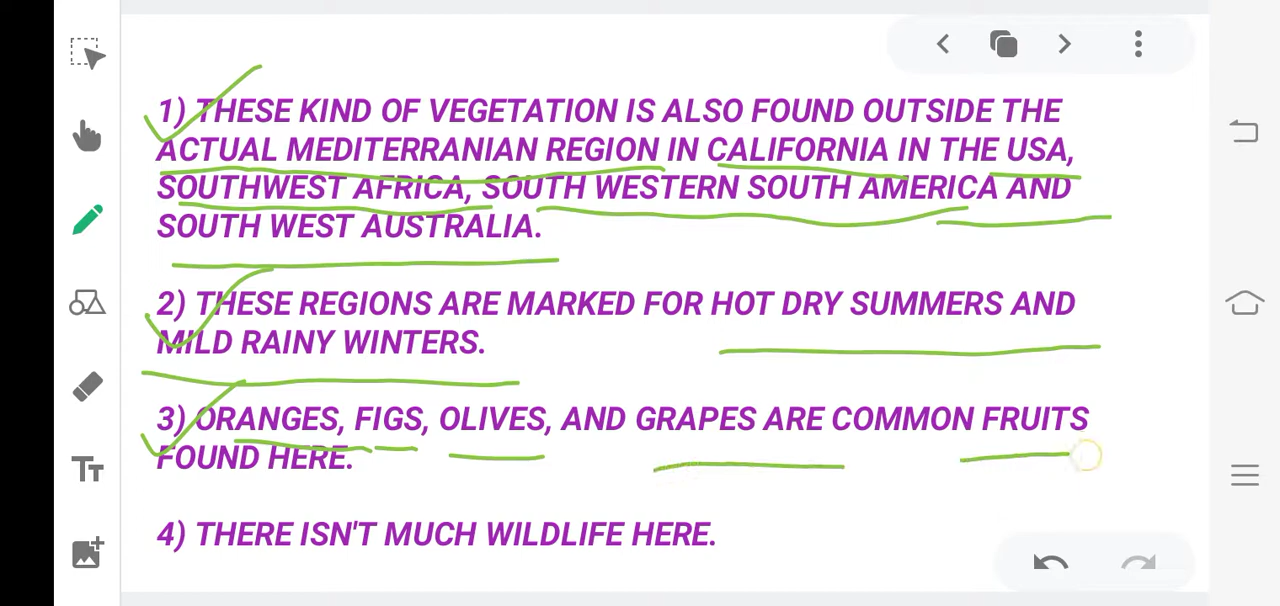 1) THESE KIND OF VEGETATION IS ALSO FOUND OUTSIDE THE
ACTUAL MEDITERRANIAN REGION IN CALIFORNIA IN THE USA,
SOUTHWEST AFRICA, SOUTH WESTERN SOUTH AMERICA AND
SOUTH WEST AUSTRALIA.
2) THESE REGIONS ARE MARKED FOR HOT DRY SUMMERS AND
MILD RAINY WINTERS.
3) ORANGES, FIGS, OLIVES, AND GRAPES ARE COMMON FRUITS
FOUND HERE.
4) THERE ISN'T MUCH WILDLIFE HERE.
Tт